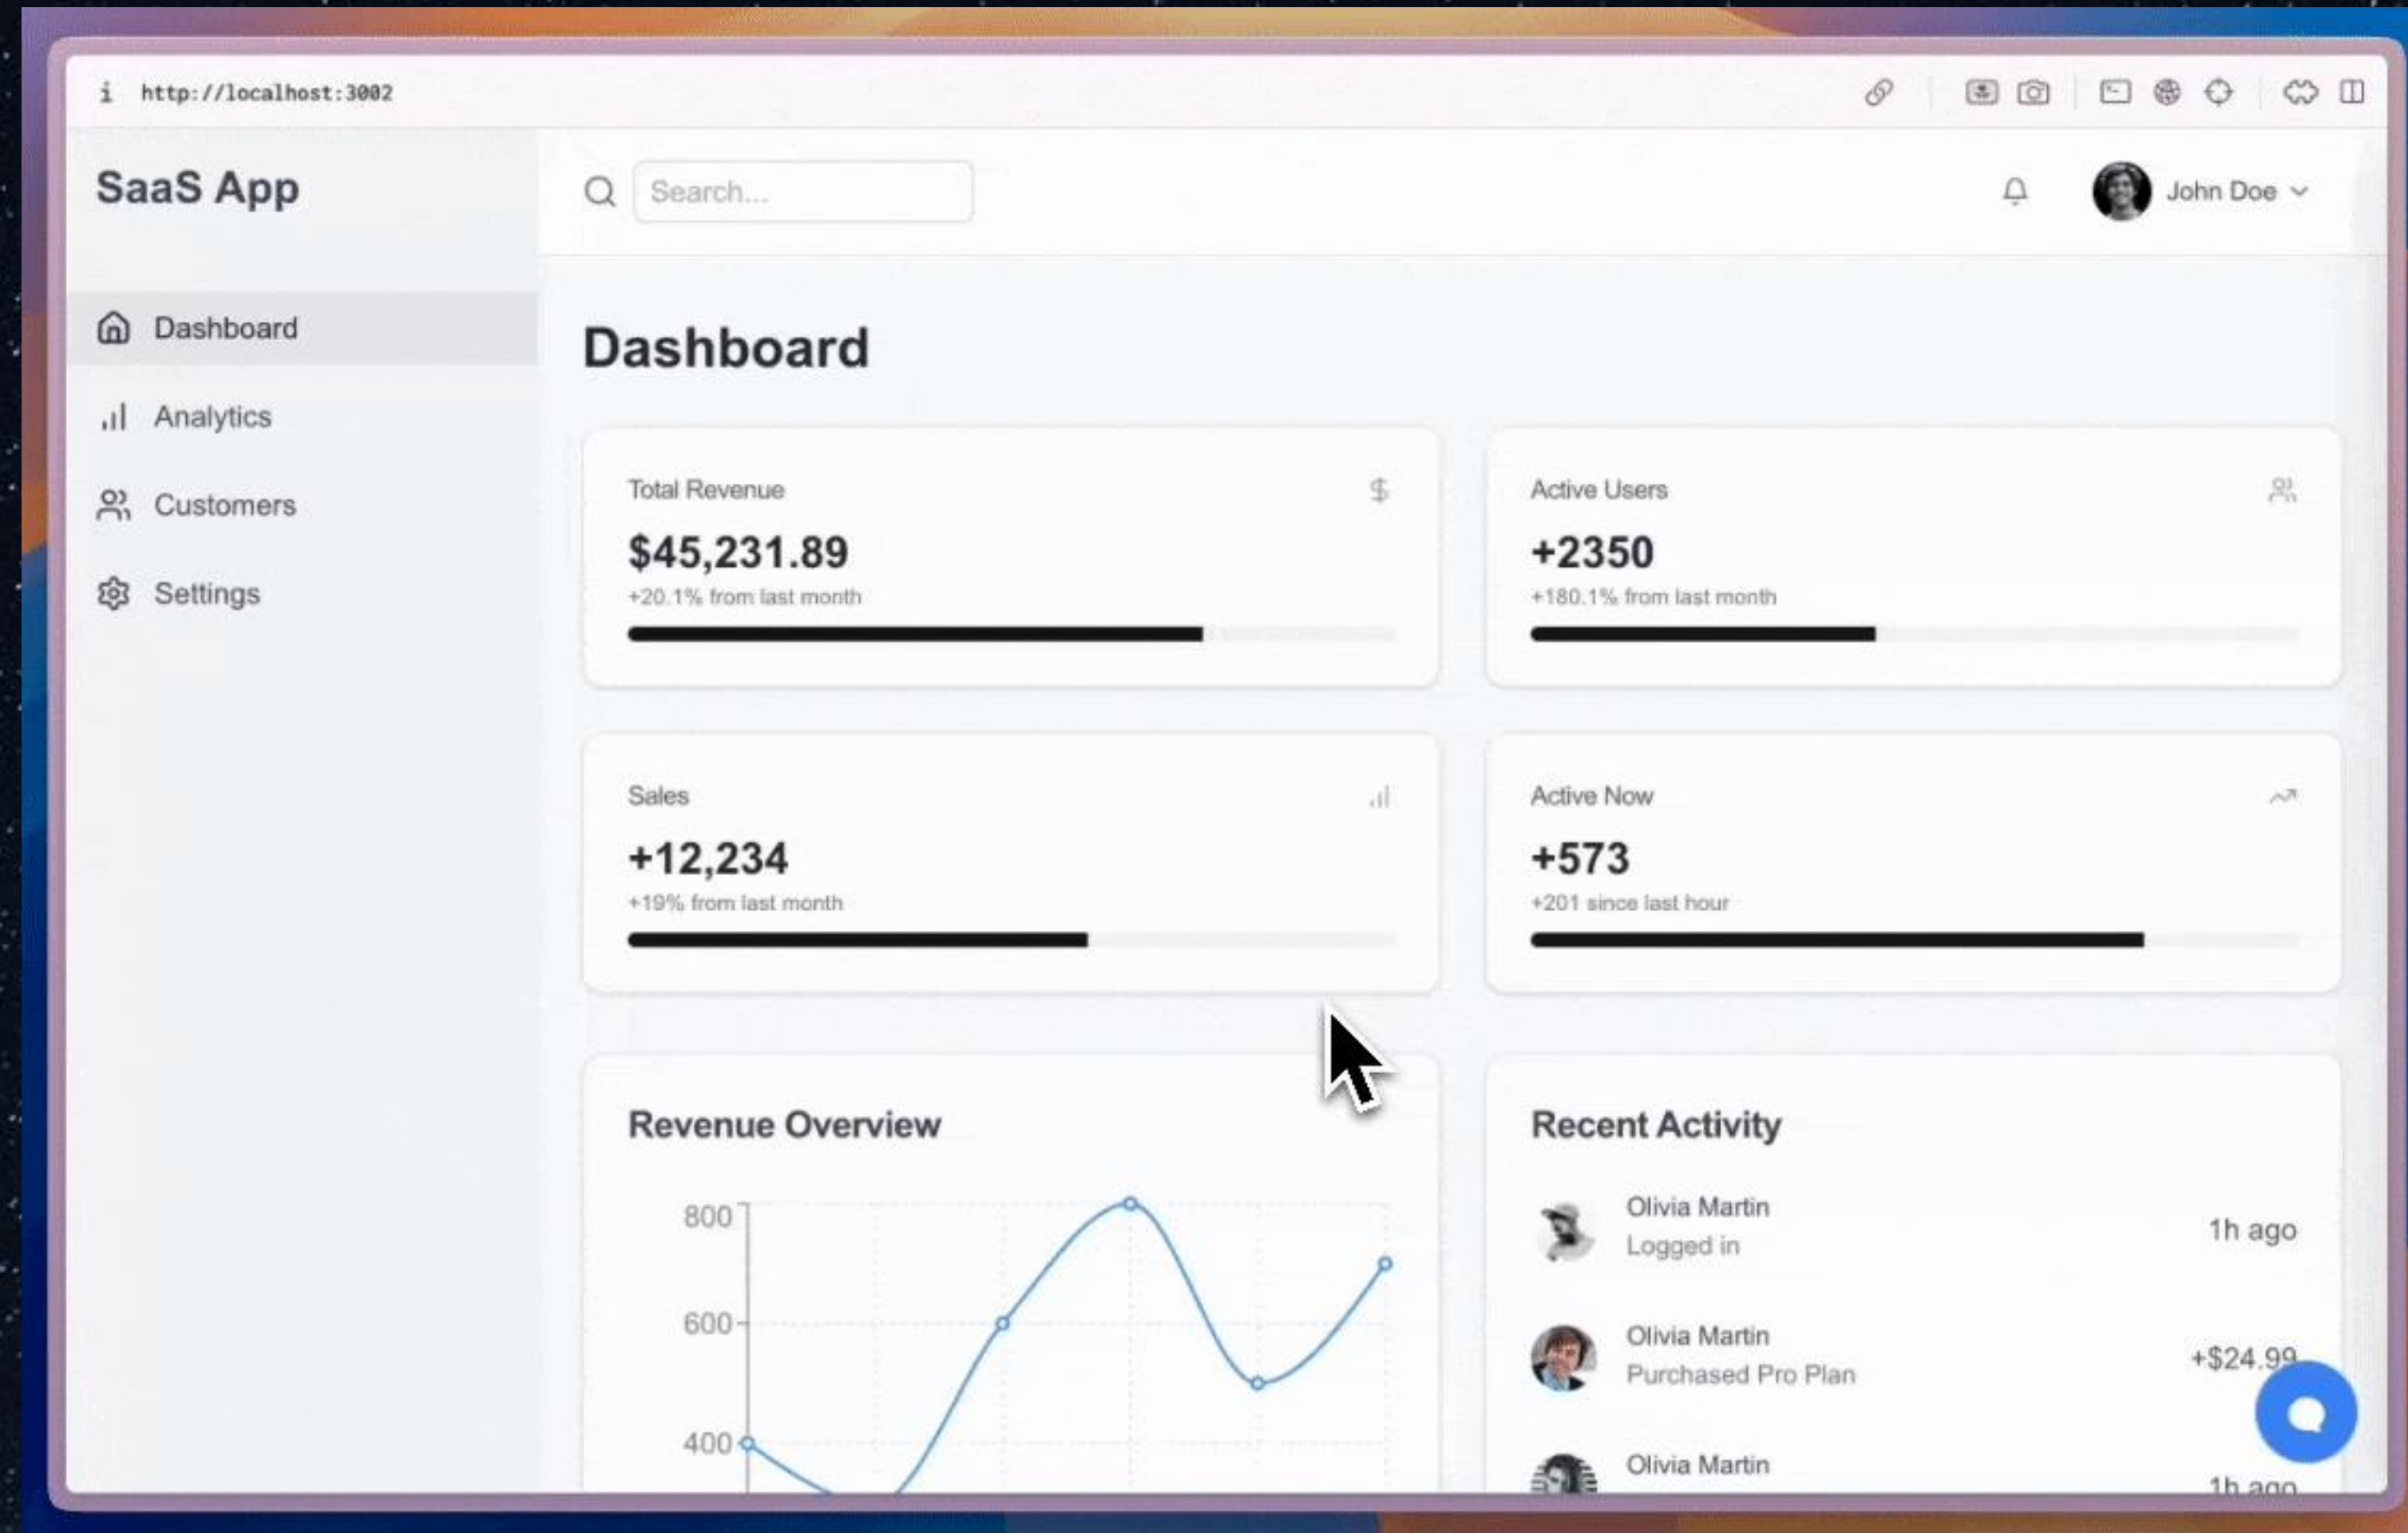 i http://localhost:3002
SaaS App
Search...
John Doe
Dashboard
Analytics
Customers
Settings
Dashboard
Total Revenue
$
$45,231.89
+20.1% from last month
Active Users
+2350
+180.1% from last month
Sales
+12,234
+19% from last month
Active Now
+573
+201 since last hour
Revenue Overview
800
600
400
Recent Activity
Olivia Martin
Logged in
1h ago
Olivia Martin
Purchased Pro Plan
+$24.99
Olivia Martin
1h ago